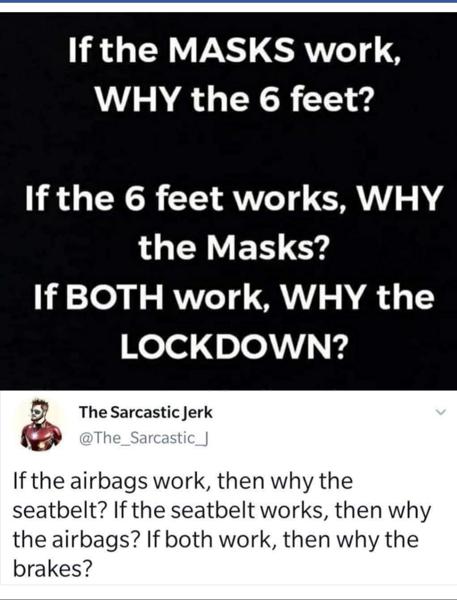 If the MASKS work,
WHY the 6 feet?
If the 6 feet works, WHY
the Masks?
If BOTH work, WHY the
LOCKDOWN?
The Sarcastic Jerk
@The_Sarcastic_J
If the airbags work, then why the
seatbelt? If the seatbelt works, then why
the airbags? If both work, then why the
brakes?